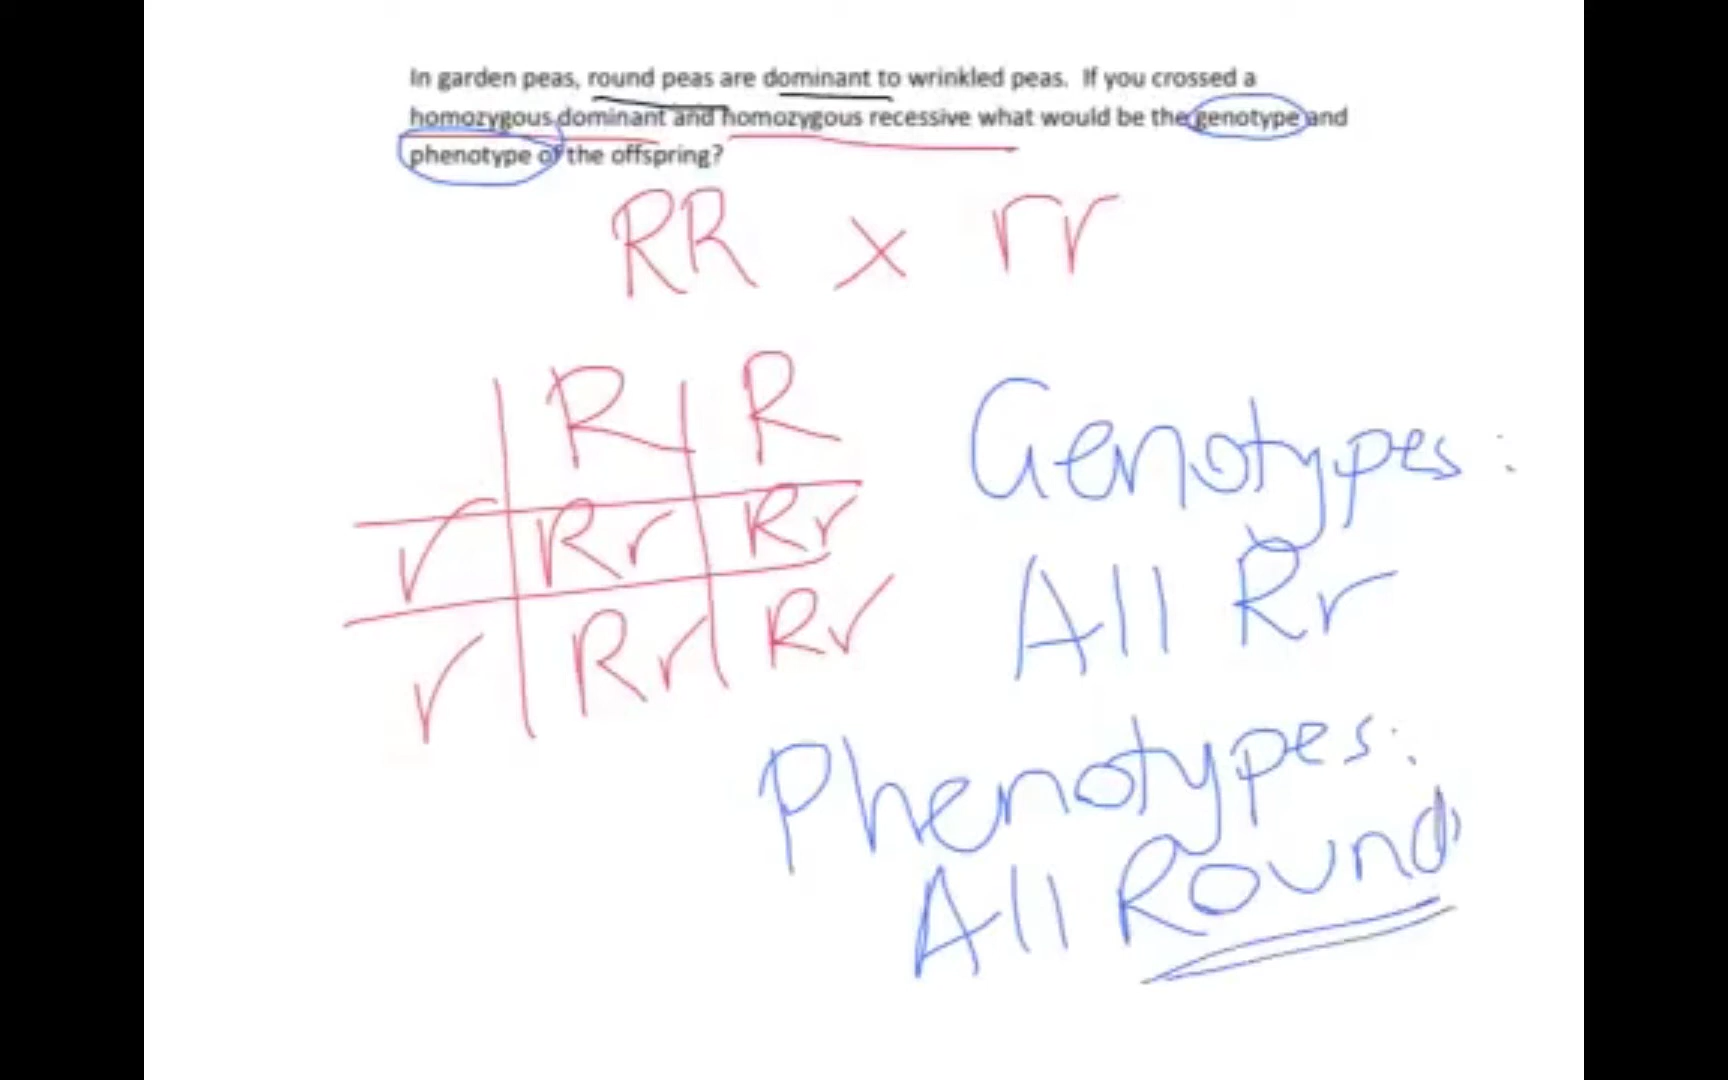 In garden peas, round peas are dominant to wrinkled peas. If you crossed a
homozygous dominant and homozygous recessive what would be the genotype and
phenotype of the offspring?
RR x rr
R R
r Rr Rr
r Rr Rr
Genotypes:
All Rr
Phenotypes:
All Round